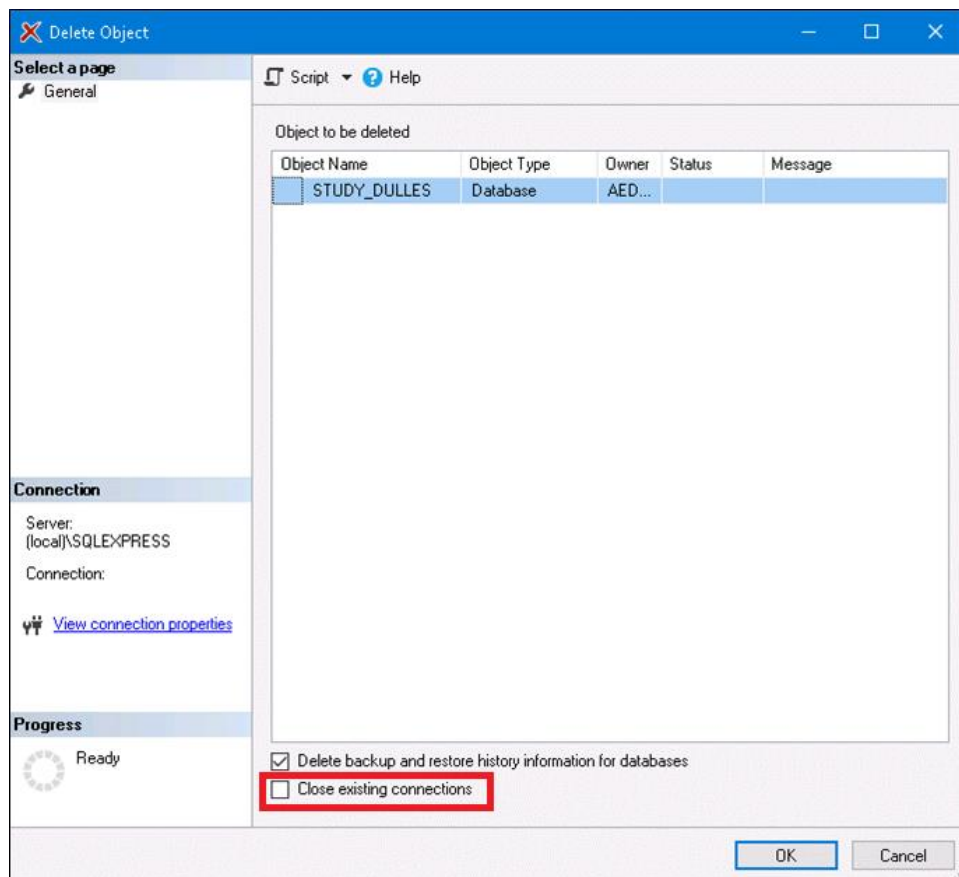 Delete Object
Select a page
General
Script Help
Object to be deleted
Object Name Object Type Owner Status Message
STUDY_DULLES Database AED...
Connection
Server:
(local)\SQLEXPRESS
Connection:
View connection properties
Progress
Ready
Delete backup and restore history information for databases
Close existing connections
OK Cancel